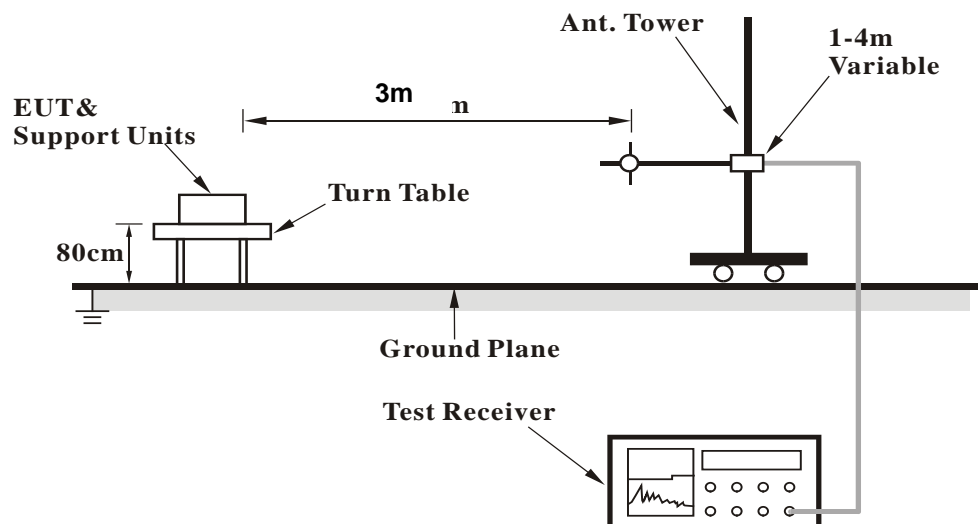 Ant. Tower
1-4m
Variable
3m
m
EUT&
Support Units
Turn Table
80cm
Ground Plane
Test Receiver